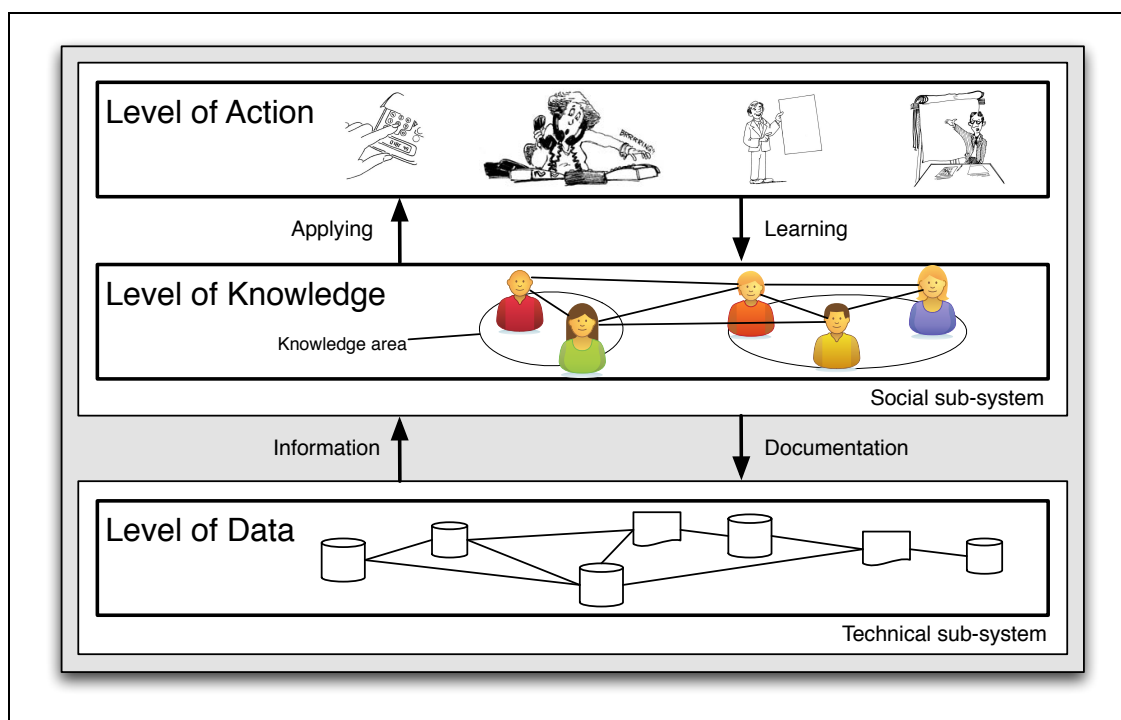 Level of Action
BRRRRING!
Applying
Learning
Level of Knowledge
Knowledge area
Social sub-system
Information
Documentation
Level of Data
Technical sub-system